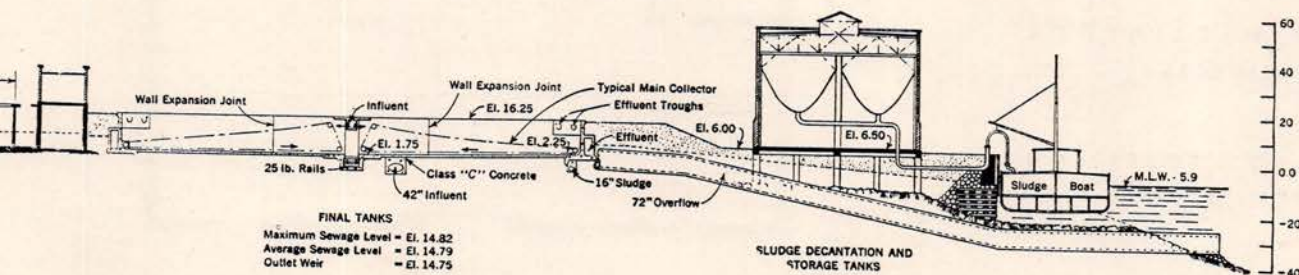 Wall Expansion Joint
Influent
Wall Expansion Joint
Typical Main Collector
Effluent Troughs
El. 16.25
El. 1.75
El. 2.25
Effluent
El. 6.00
El. 6.50
25 lb. Rails
Class "C" Concrete
42" Influent
16" Sludge
72" Overflow
Sludge Boat
M.L.W. - 5.9
FINAL TANKS
Maximum Sewage Level = El. 14.82
Average Sewage Level = El. 14.79
Outlet Weir = El. 14.75
SLUDGE DECANTATION AND
STORAGE TANKS
60
40
20
0.0
-20
-40